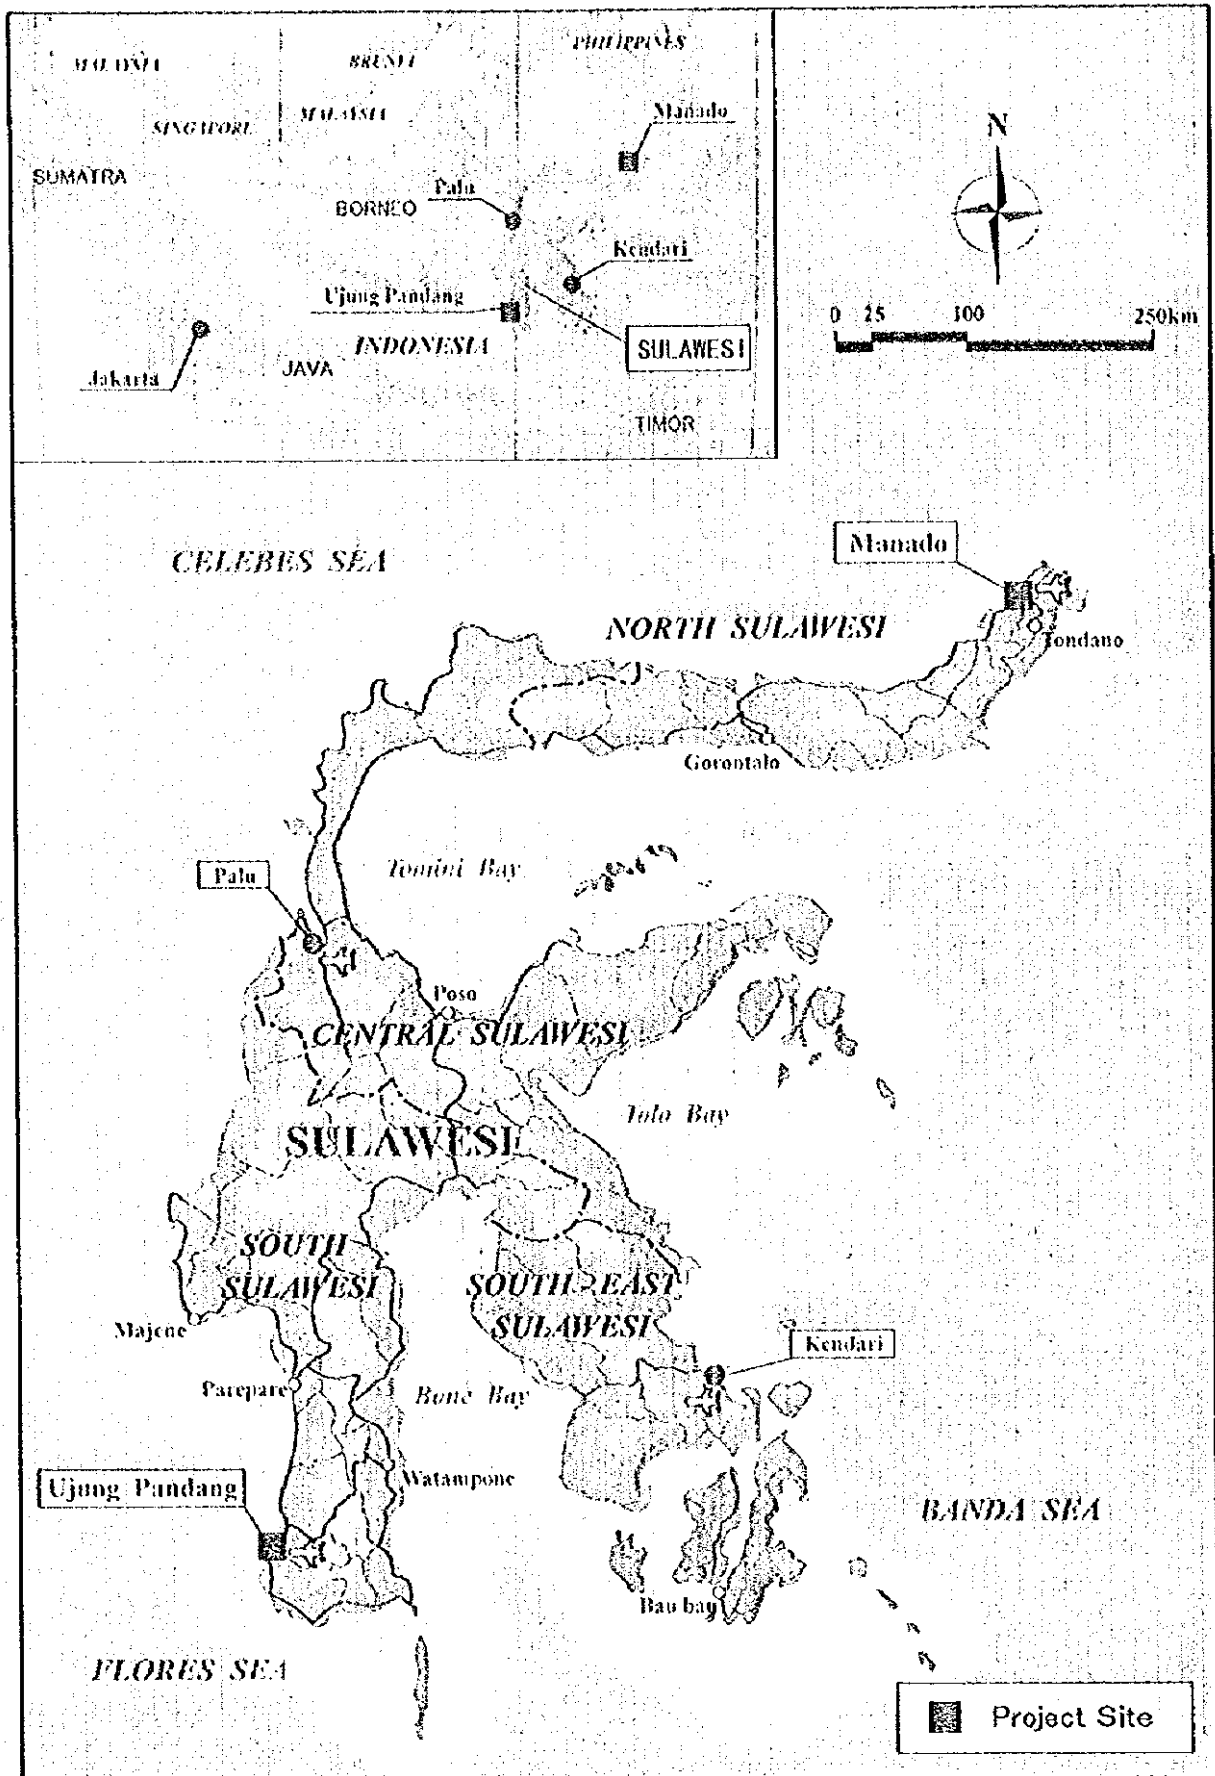 MALAYSIA
BRUNEI
PHILIPPINES
SINGAPORE
MALAYSIA
Manado
SUMATRA
Palu
BORNEO
Kendari
Ujung Pandang
INDONESIA
SULAWESI
JAVA
Jakarta
TIMOR
N
0 25 100 250km
CELEBES SEA
Manado
NORTH SULAWESI
Tondano
Gorontalo
Tomini Bay
Palu
Poso
CENTRAL SULAWESI
Tolo Bay
SULAWESI
SOUTH
SULAWESI
SOUTH-EAST
SULAWESI
Majene
Kendari
Parepare
Bone Bay
Watampone
Ujung Pandang
BANDA SEA
Bau bau
FLORES SEA
Project Site